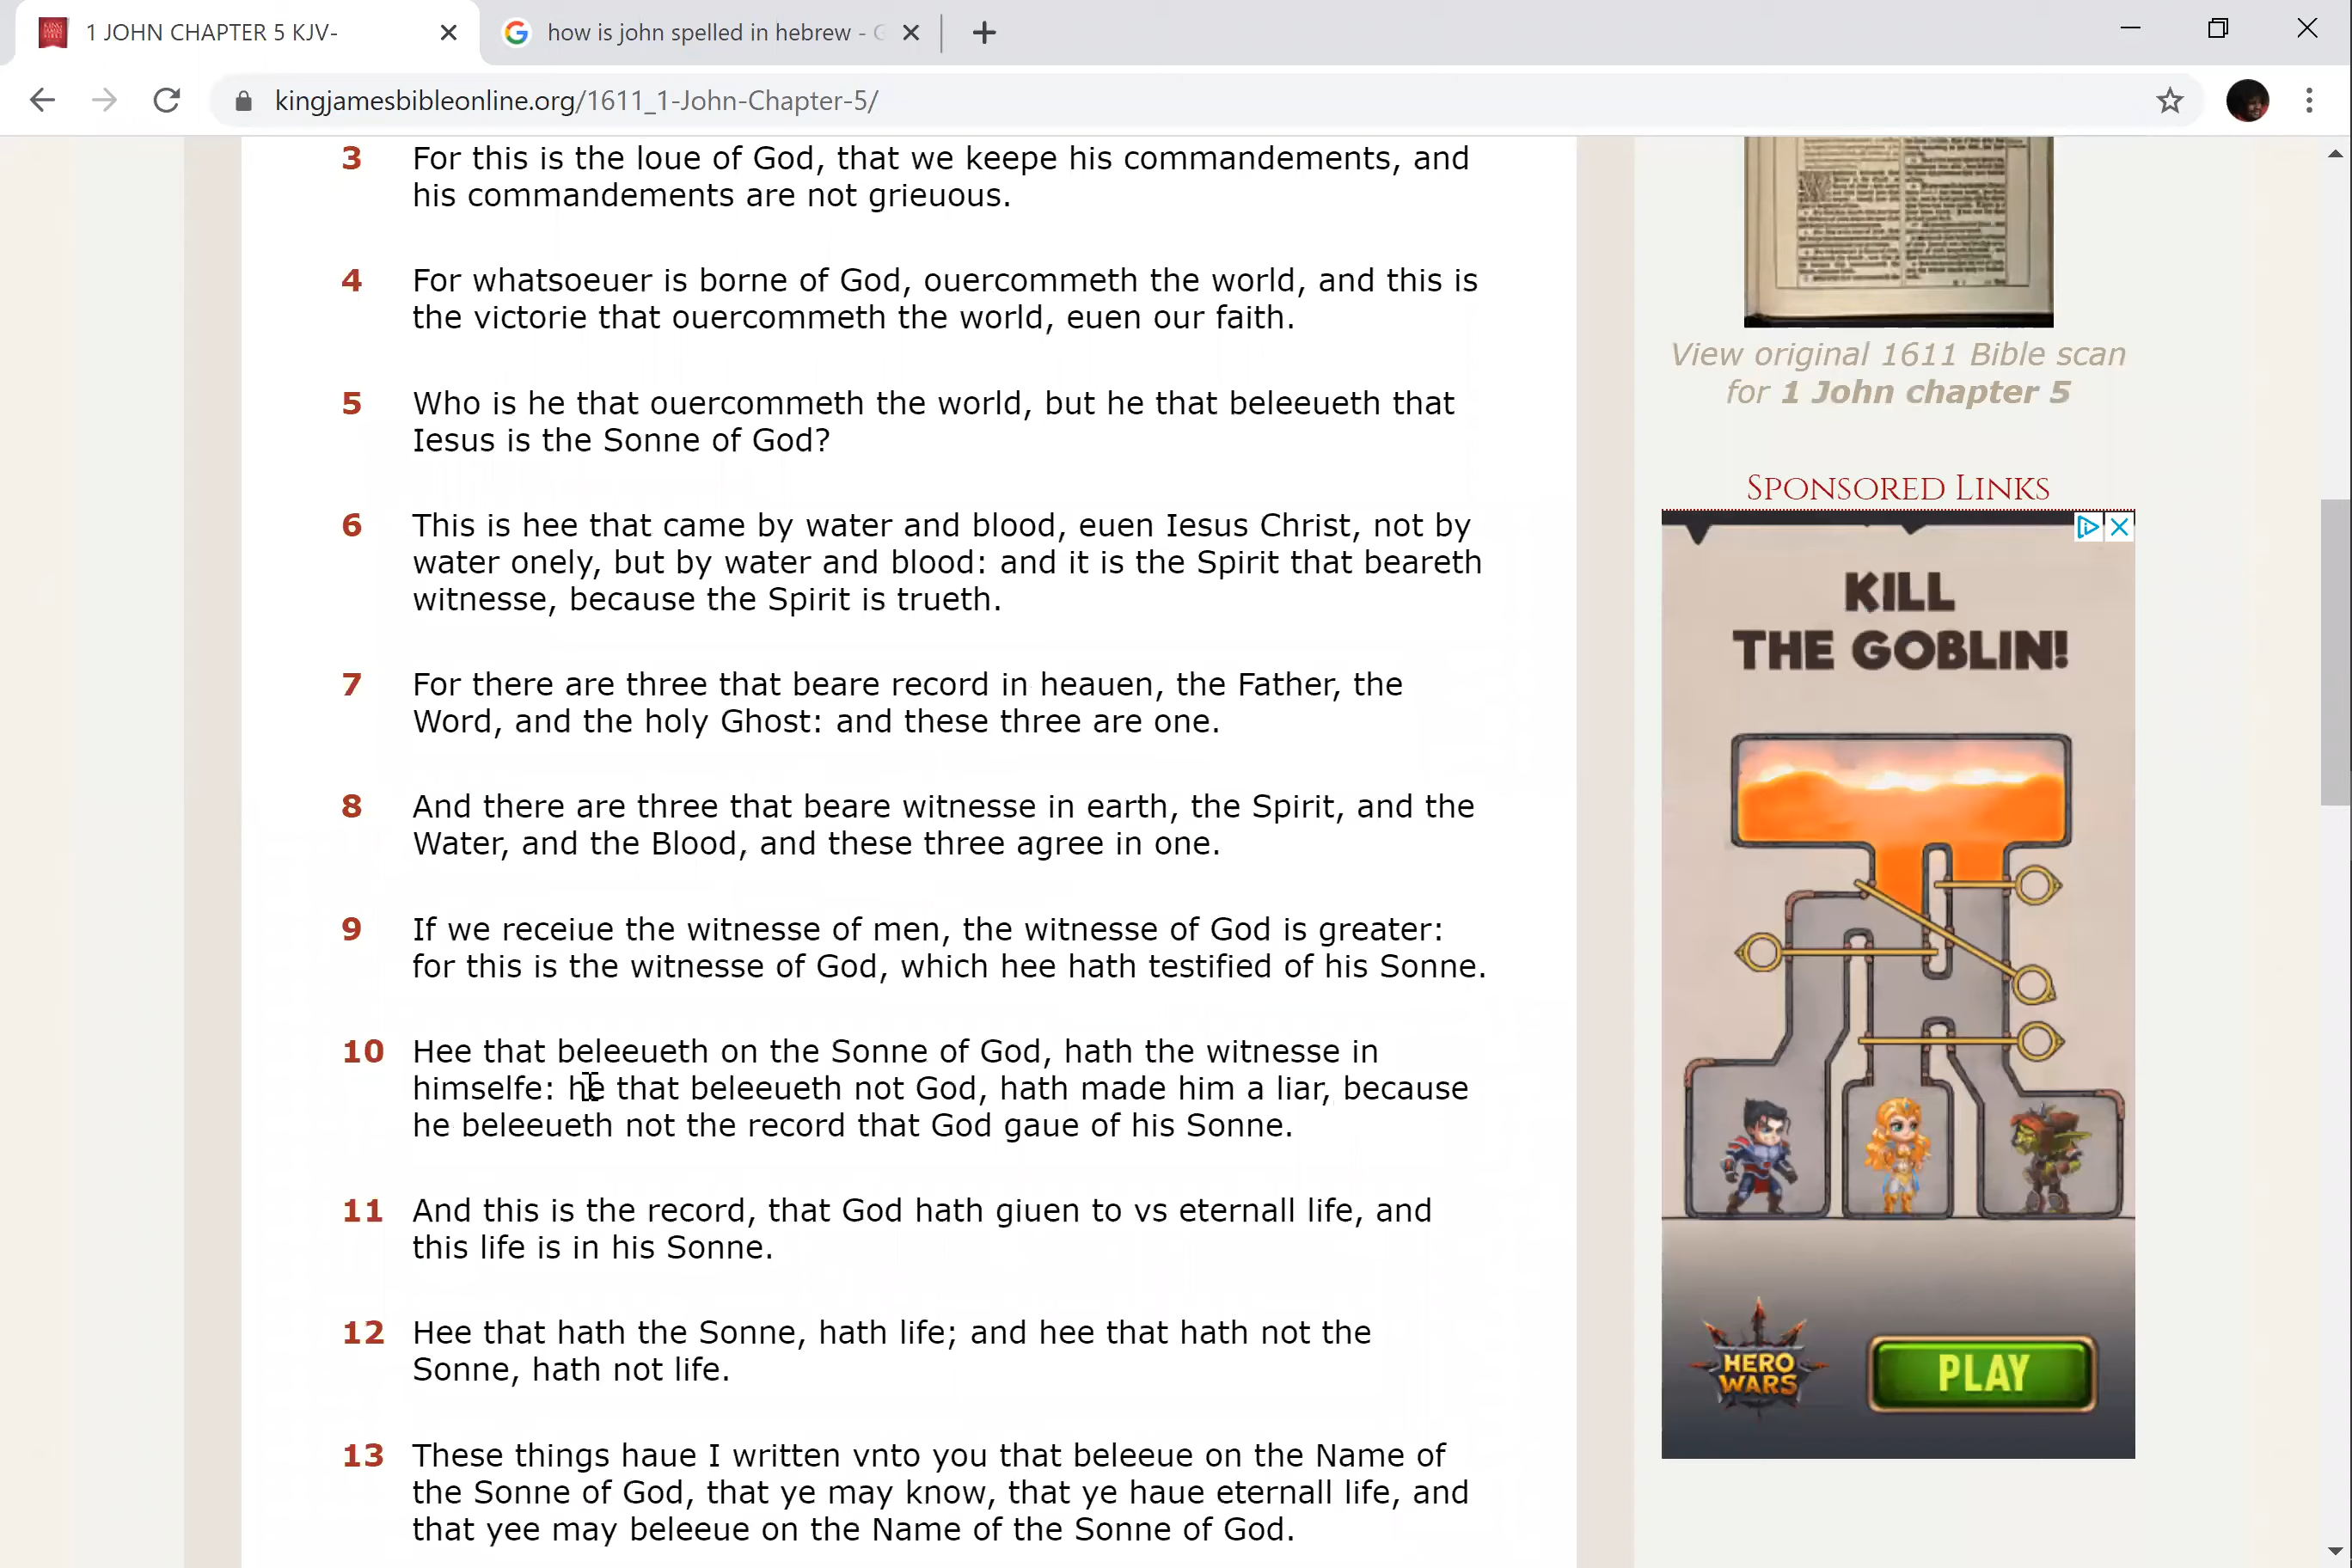 1 JOHN CHAPTER 5 KJV-
how is john spelled in hebrew - G
kingjamesbibleonline.org/1611_1-John-Chapter-5/
3 For this is the loue of God, that we keepe his commandements, and
his commandements are not grieuous.
4 For whatsoeuer is borne of God, ouercommeth the world, and this is
the victorie that ouercommeth the world, euen our faith.
5 Who is he that ouercommeth the world, but he that beleeueth that
Iesus is the Sonne of God?
6 This is hee that came by water and blood, euen Iesus Christ, not by
water onely, but by water and blood: and it is the Spirit that beareth
witnesse, because the Spirit is trueth.
7 For there are three that beare record in heauen, the Father, the
Word, and the holy Ghost: and these three are one.
8 And there are three that beare witnesse in earth, the Spirit, and the
Water, and the Blood, and these three agree in one.
9 If we receiue the witnesse of men, the witnesse of God is greater:
for this is the witnesse of God, which hee hath testified of his Sonne.
10 Hee that beleeueth on the Sonne of God, hath the witnesse in
himselfe: he that beleeueth not God, hath made him a liar, because
he beleeueth not the record that God gaue of his Sonne.
11 And this is the record, that God hath giuen to vs eternall life, and
this life is in his Sonne.
12 Hee that hath the Sonne, hath life; and hee that hath not the
Sonne, hath not life.
13 These things haue I written vnto you that beleeue on the Name of
the Sonne of God, that ye may know, that ye haue eternall life, and
that yee may beleeue on the Name of the Sonne of God.
View original 1611 Bible scan
for 1 John chapter 5
SPONSORED LINKS
KILL
THE GOBLIN!
HERO
WARS
PLAY